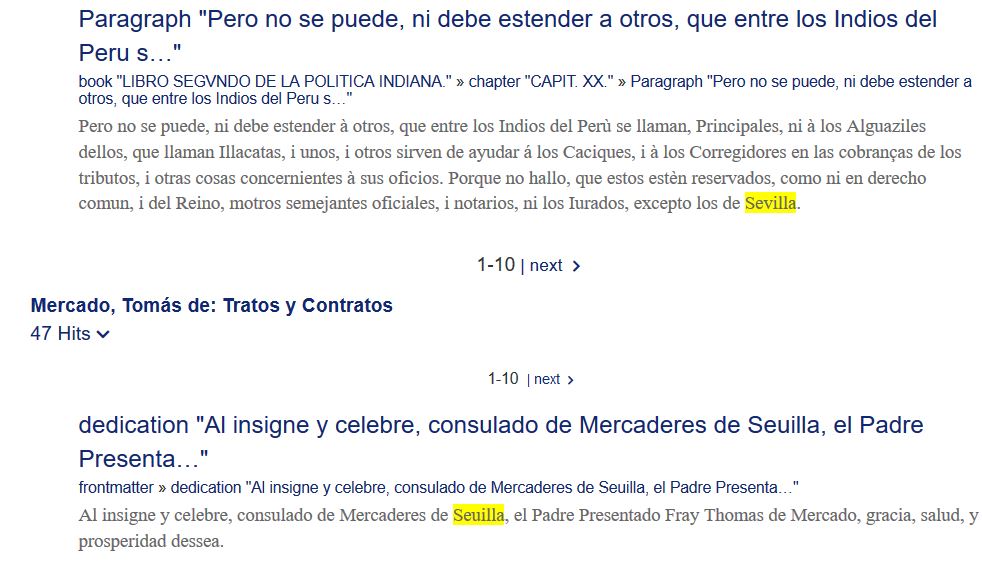 Paragraph "Pero no se puede, ni debe estender a otros, que entre los Indios del
Peru s…"
book "LIBRO SEGVNDO DE LA POLITICA INDIANA." » chapter "CAPIT. XX." » Paragraph "Pero no se puede, ni debe estender a
otros, que entre los Indios del Peru s…"
Pero no se puede, ni debe estender à otros, que entre los Indios del Perù se llaman, Principales, ni à los Alguaziles
dellos, que llaman Illacatas, i unos, i otros sirven de ayudar á los Caciques, i à los Corregidores en las cobranças de los
tributos, i otras cosas concernientes à sus oficios. Porque no hallo, que estos estèn reservados, como ni en derecho
comun, i del Reino, motros semejantes oficiales, i notarios, ni los Iurados, excepto los de Sevilla.
1-10 | next >
Mercado, Tomás de: Tratos y Contratos
47 Hits
1-10 | next >
dedication "Al insigne y celebre, consulado de Mercaderes de Seuilla, el Padre
Presenta…"
frontmatter » dedication "Al insigne y celebre, consulado de Mercaderes de Seuilla, el Padre Presenta…"
Al insigne y celebre, consulado de Mercaderes de Seuilla, el Padre Presentado Fray Thomas de Mercado, gracia, salud, y
prosperidad dessea.